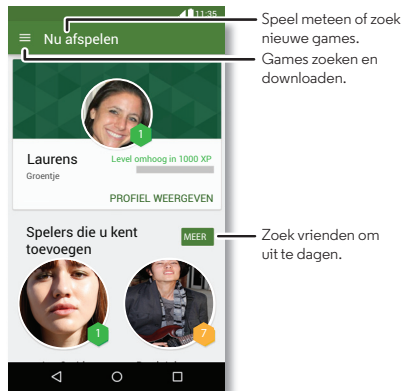 11:35
Nu afspelen
1
Laurens
Level omhoog in 1000 XP
Groentje
PROFIEL WEERGEVEN
Spelers die u kent
toevoegen
MEER
1
7
Speel meteen of zoek
nieuwe games.
Games zoeken en
downloaden.
Zoek vrienden om
uit te dagen.